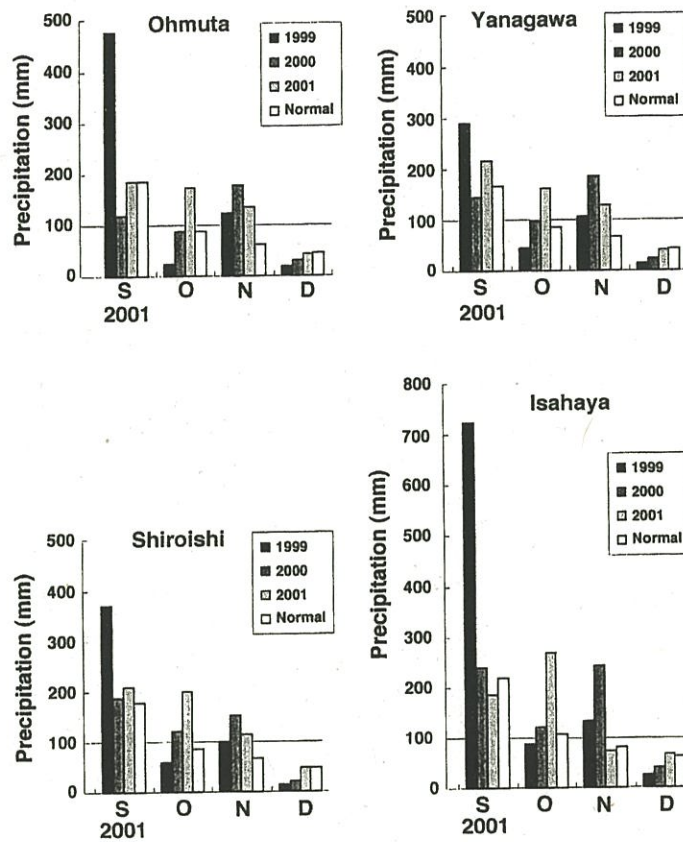 Ohmuta
Precipitation (mm)
500
400
300
200
100
0
1999
2000
2001
Normal
S O N D
2001
Yanagawa
Precipitation (mm)
500
400
300
200
100
0
1999
2000
2001
Normal
S O N D
2001
Shiroishi
Precipitation (mm)
500
400
300
200
100
0
1999
2000
2001
Normal
S O N D
2001
Isahaya
Precipitation (mm)
800
700
600
500
400
300
200
100
0
1999
2000
2001
Normal
S O N D
2001